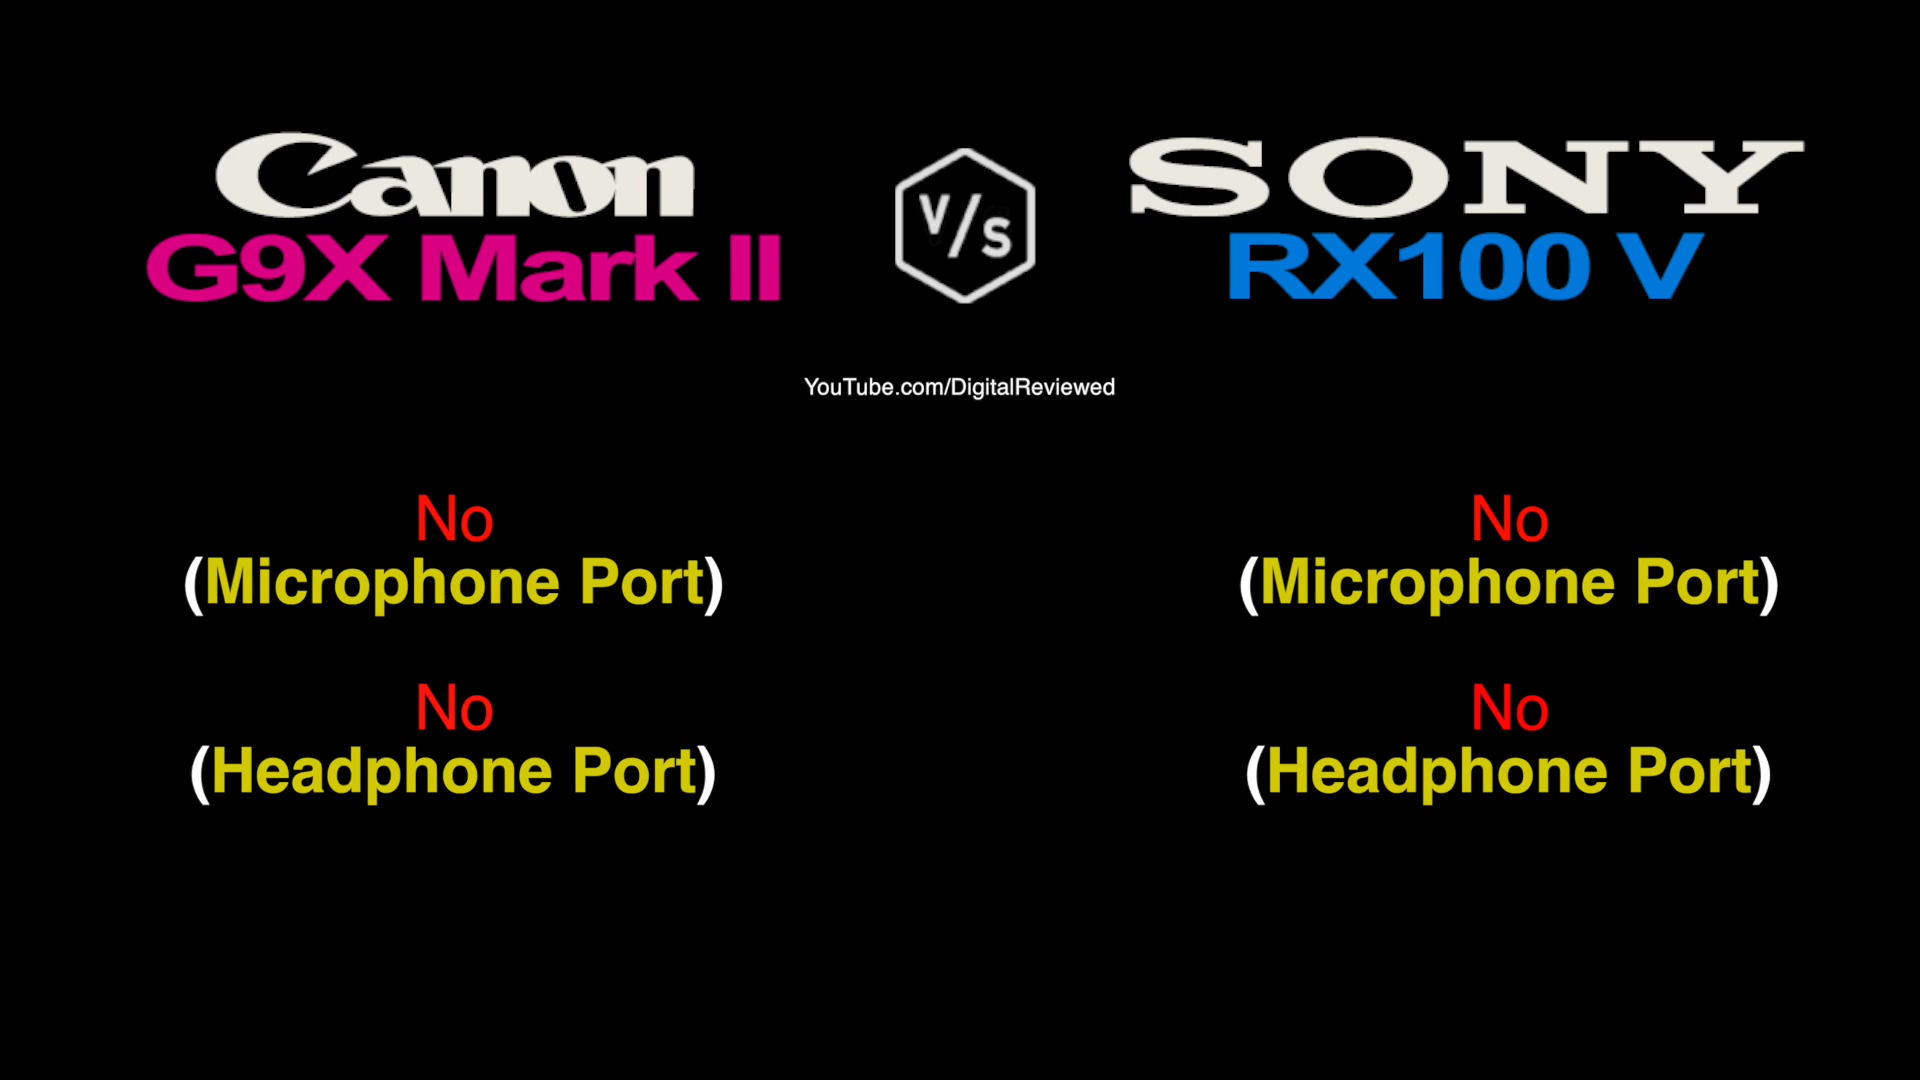 Canon
G9X Mark II
V/S
SONY
RX100 V
YouTube.com/DigitalReviewed
No
(Microphone Port)
No
(Headphone Port)
No
(Microphone Port)
No
(Headphone Port)